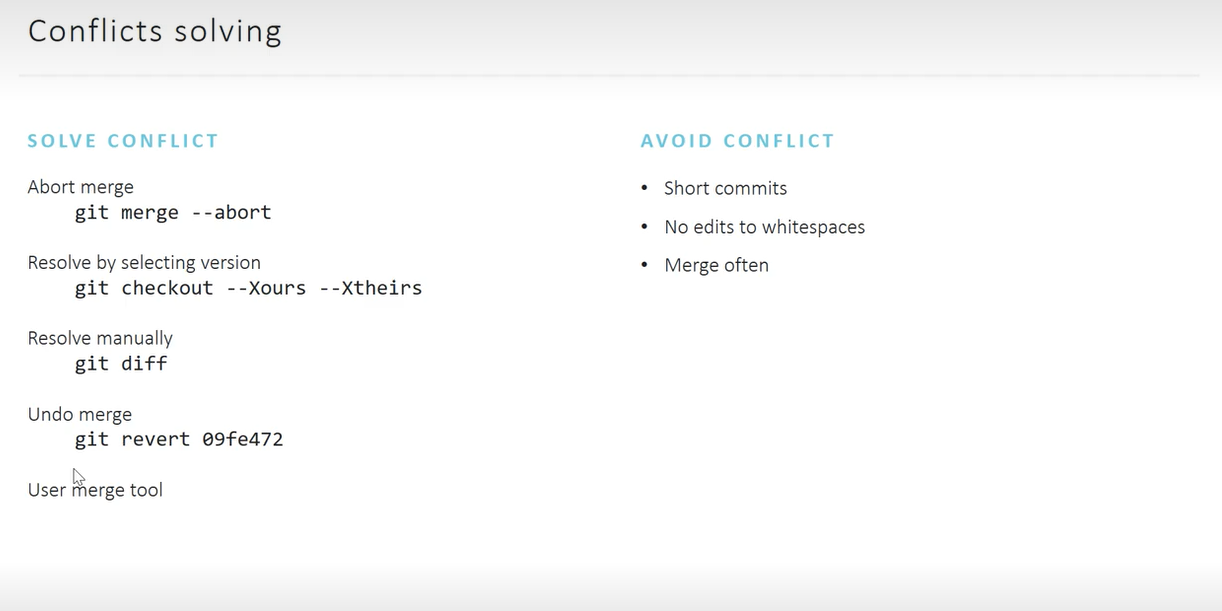 Conflicts solving
SOLVE CONFLICT
Abort merge
git merge --abort
Resolve by selecting version
git checkout --Xours --Xtheirs
Resolve manually
git diff
Undo merge
git revert 09fe472
User merge tool
AVOID CONFLICT
• Short commits
• No edits to whitespaces
• Merge often